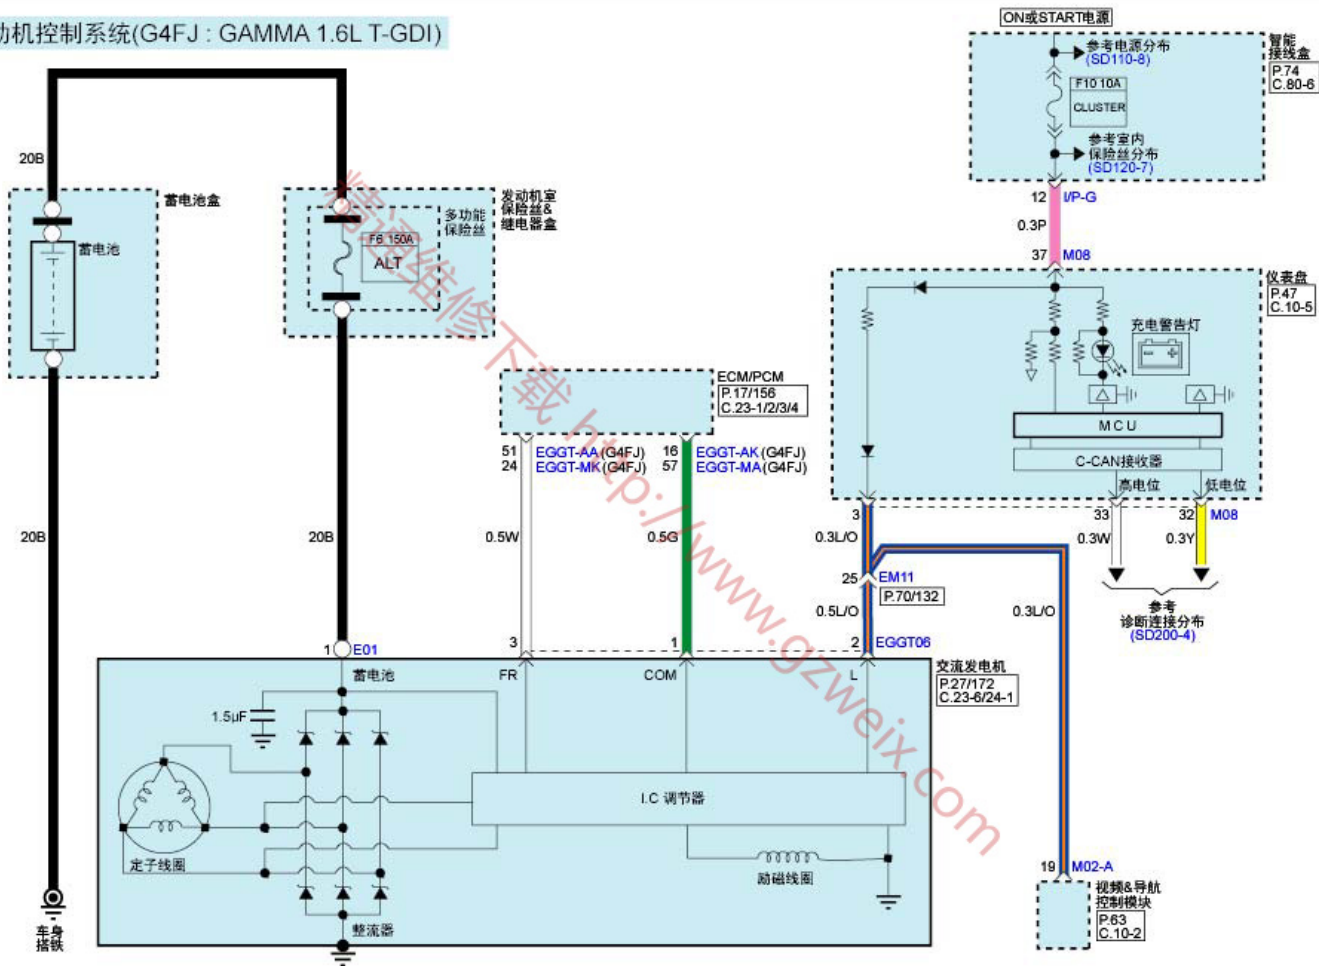 动机控制系统(G4FJ : GAMMA 1.6L T-GDI)
ON或START电源
参考电源分布
(SD110-8)
智能
接线盒
P.74
C.80-6
F10 10A
CLUSTER
参考室内
保险丝分布
(SD120-7)
12 I/P-G
0.3P
37 M08
20B
蓄电池盒
蓄电池
发动机室
保险丝&
继电器盒
多功能
保险丝
F6 150A
ALT
仪表盘
P.47
C.10-5
充电警告灯
MCU
C-CAN接收器
高电位
低电位
ECM/PCM
P.17/156
C.23-1/2/3/4
51 EGGT-AA(G4FJ)
24 EGGT-MK(G4FJ)
16 EGGT-AK(G4FJ)
57 EGGT-MA(G4FJ)
3
33
32 M08
20B
20B
0.5W
0.5G
0.3L/O
0.3W
0.3Y
25 EM11
P.70/132
0.5L/O
0.3L/O
参考
诊断连接分布
(SD200-4)
1 E01
3
1
2 EGGT06
蓄电池
FR
COM
L
交流发电机
P.27/172
C.23-6/24-1
1.5µF
I.C 调节器
定子线圈
励磁线圈
整流器
车身
搭铁
19 M02-A
视频&导航
控制模块
P.63
C.10-2
精通维修下载 http://www.gzweix.com